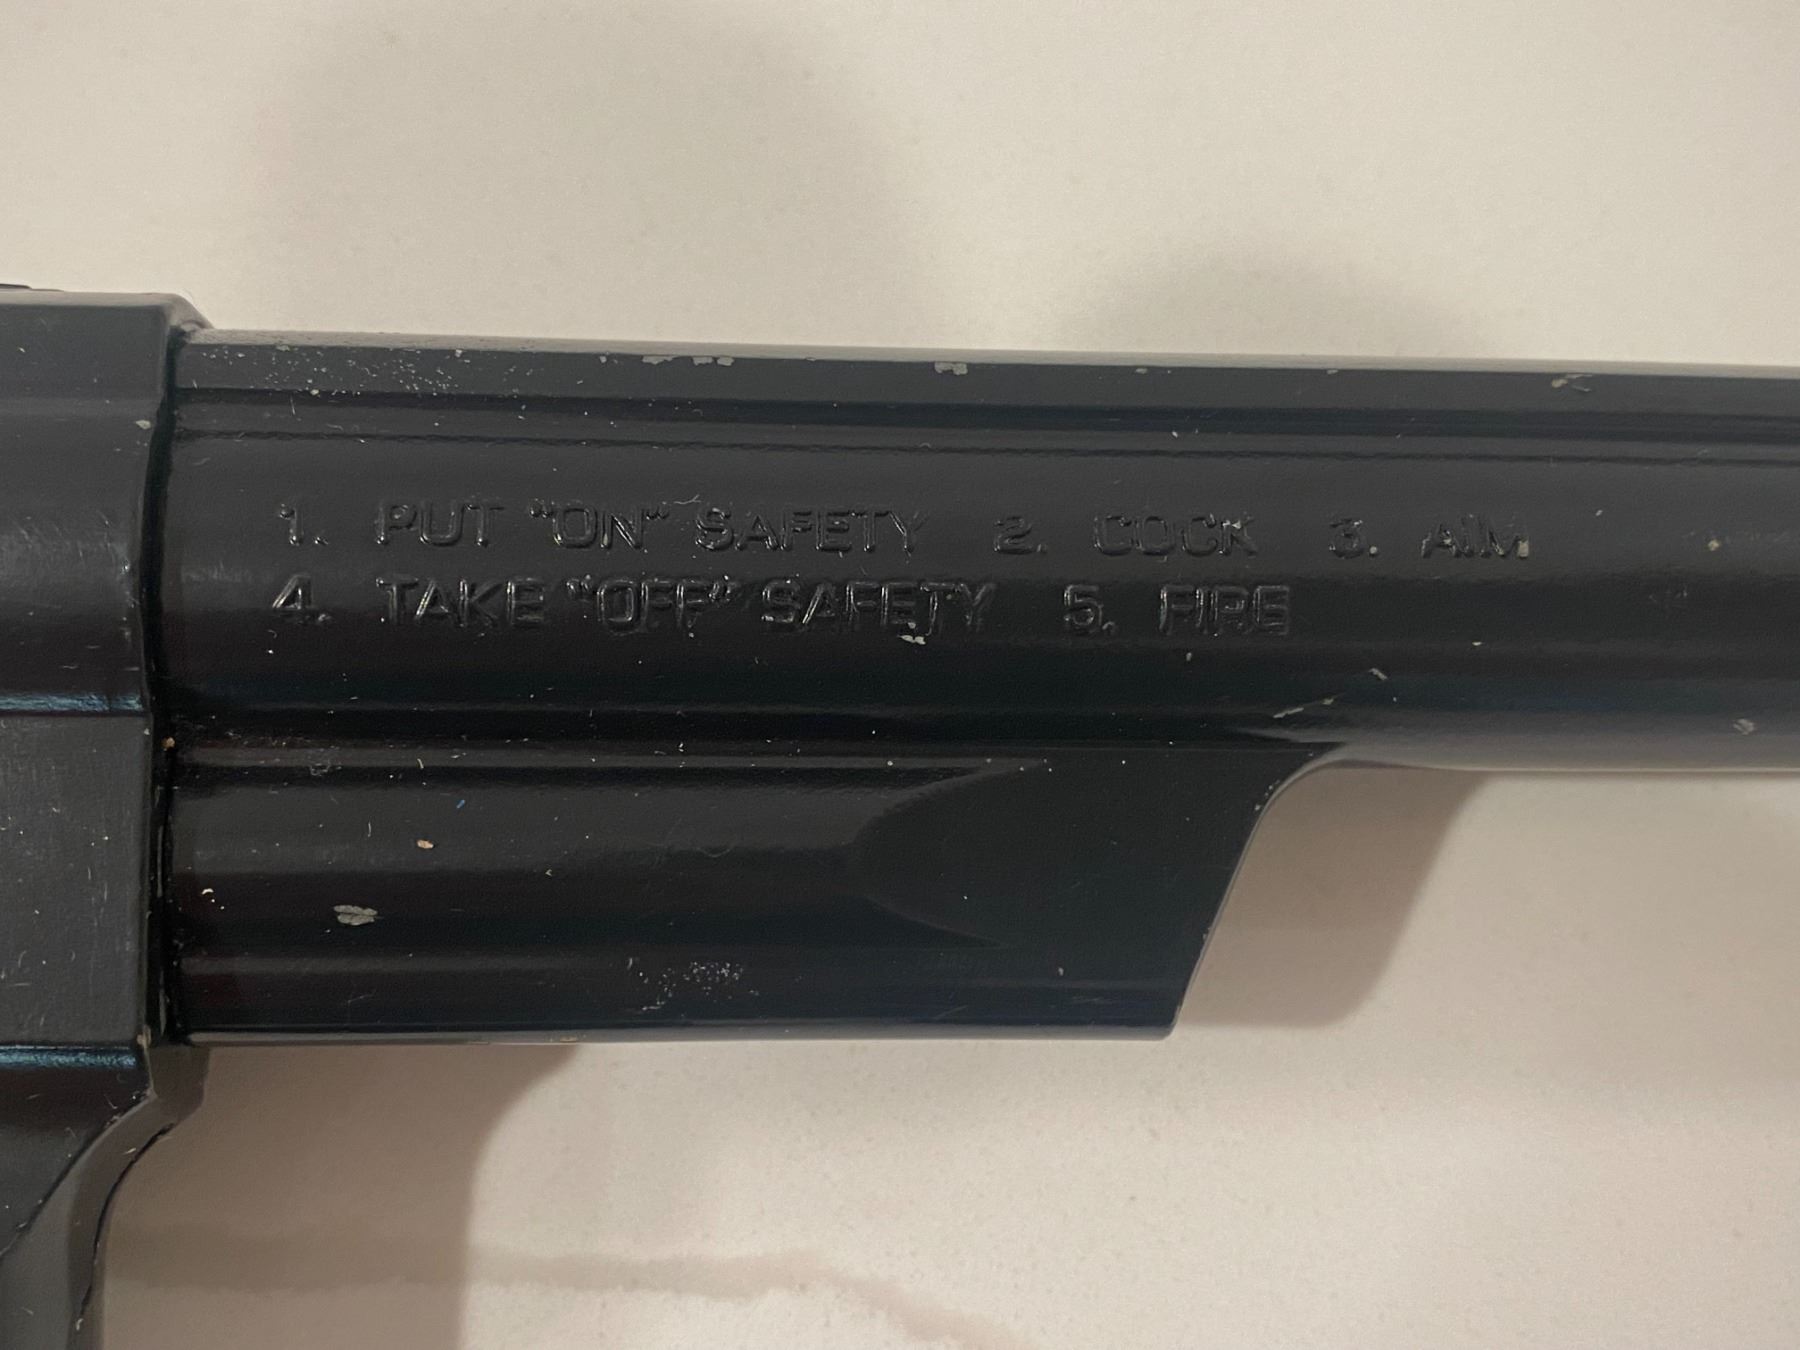 1. PUT "ON" SAFETY 2. COCK 3. AIM
4. TAKE "OFF" SAFETY 5. FIRE